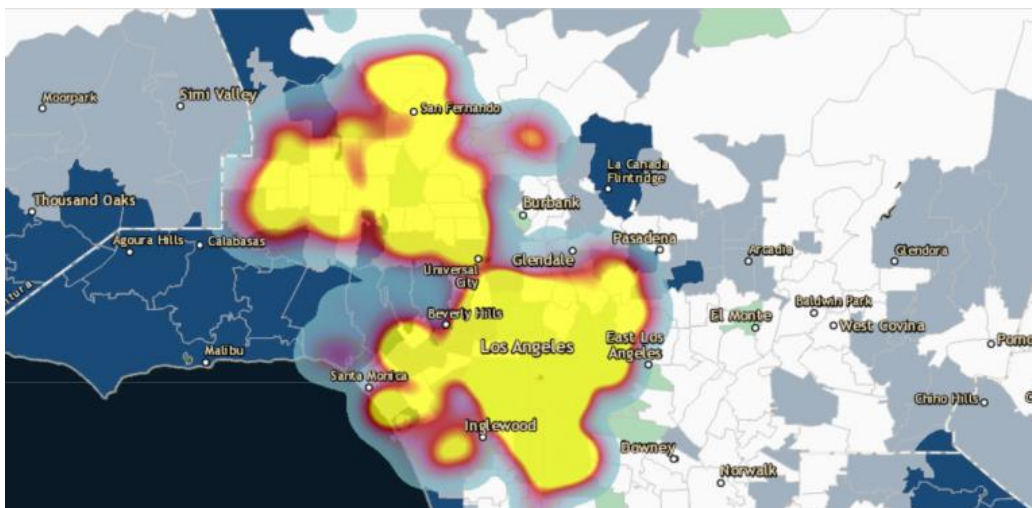 Moorpark
Simi Valley
San Fernando
La Canada
Flintridge
Thousand Oaks
Burbank
Agoura Hills
Calabasas
Pasadena
Arcadia
Glendora
Universal
City
Glendale
Baldwin Park
Beverly Hills
El Monte
West Covina
Los Angeles
East Los
Angeles
Malibu
Santa Monica
Chino Hills
Inglewood
Downey
Norwalk